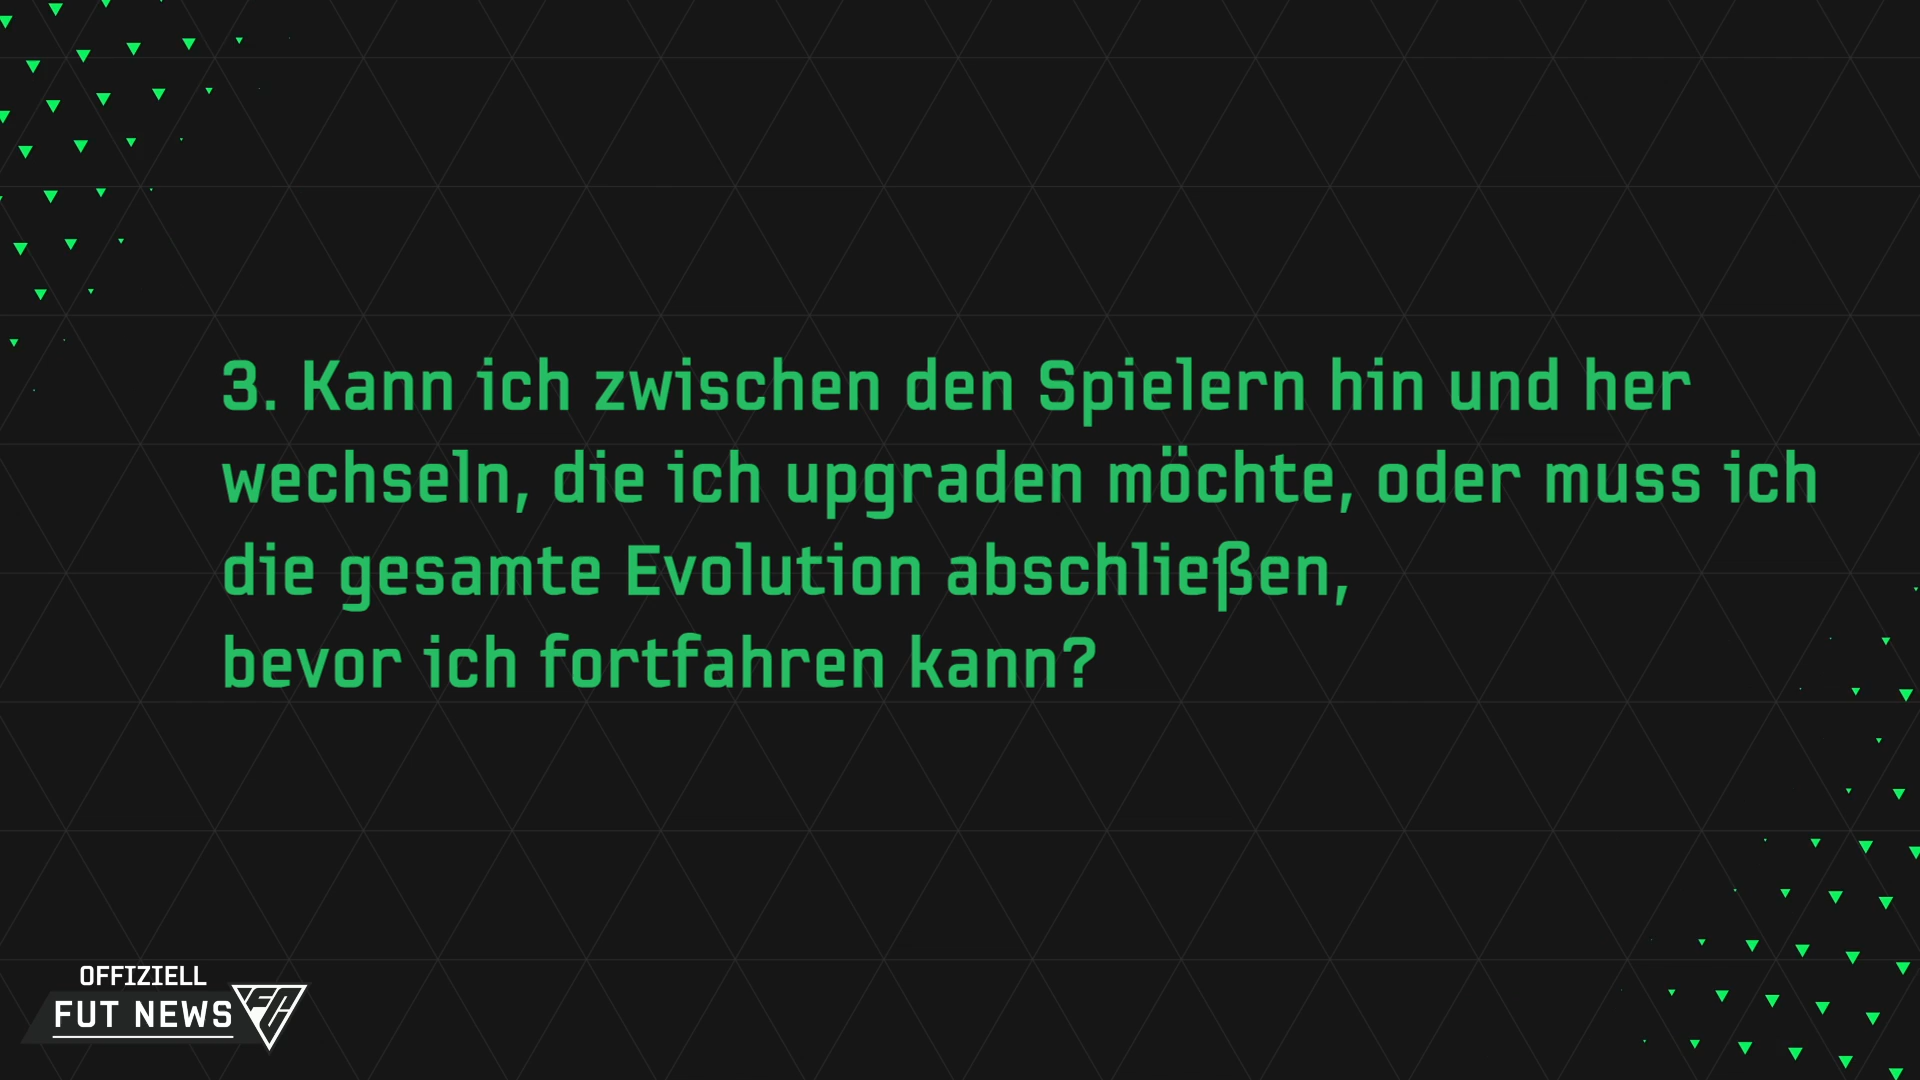 3. Kann ich zwischen den Spielern hin und her
wechseln, die ich upgraden möchte, oder muss ich
die gesamte Evolution abschließen,
bevor ich fortfahren kann?
OFFIZIELL
FUT NEWS
FC